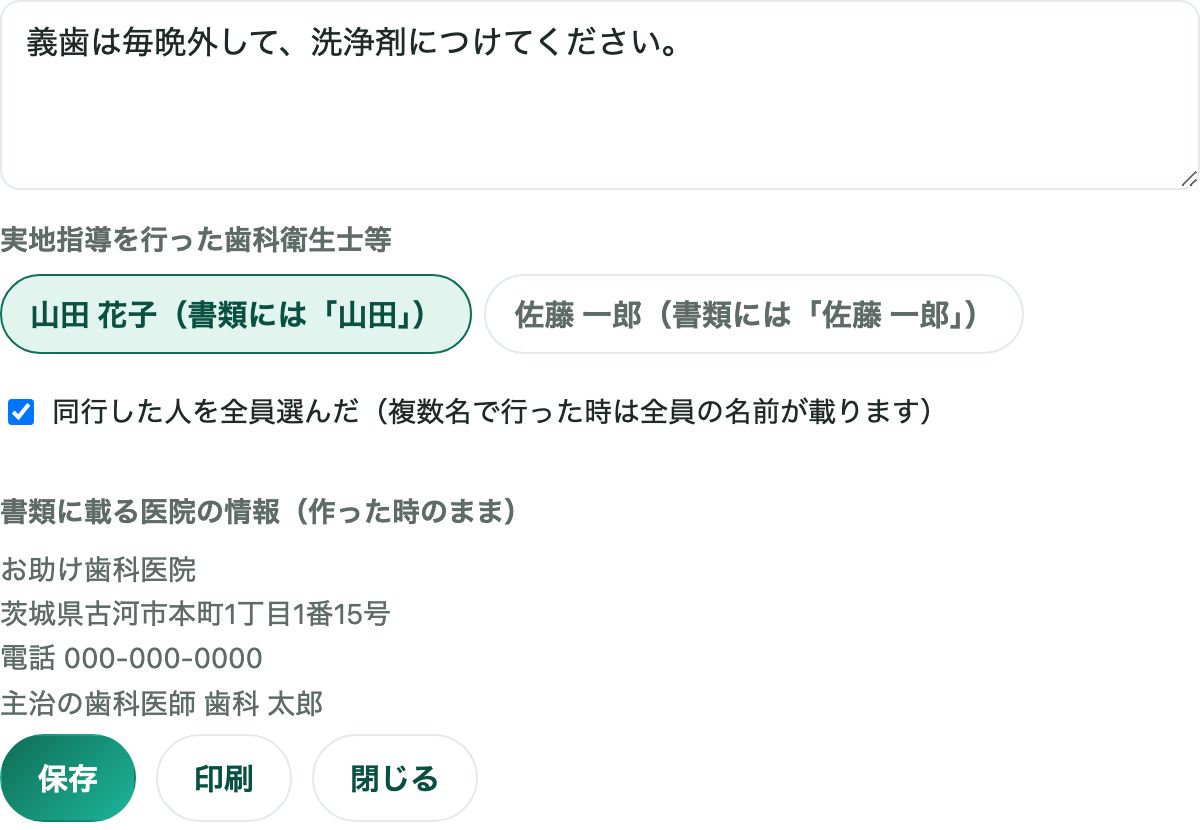 義歯は毎晩外して、洗浄剤につけてください。
実地指導を行った歯科衛生士等
山田 花子（書類には「山田」） 佐藤 一郎（書類には「佐藤 一郎」）
同行した人を全員選んだ（複数名で行った時は全員の名前が載ります）
書類に載る医院の情報（作った時のまま）
お助け歯科医院
茨城県古河市本町1丁目1番15号
電話 000-000-0000
主治の歯科医師 歯科 太郎
保存 印刷 閉じる